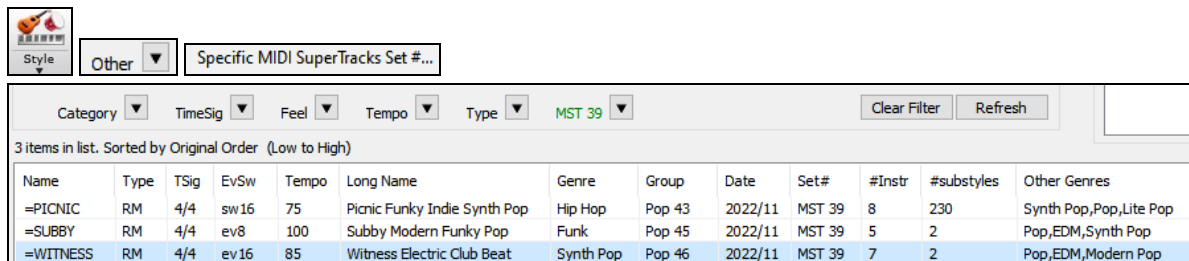 Style
Other
Specific MIDI SuperTracks Set #...
Category TimeSig Feel Tempo Type MST 39 Clear Filter Refresh
3 items in list. Sorted by Original Order (Low to High)
Name Type TSig EvSw Tempo Long Name Genre Group Date Set# #Instr #substyles Other Genres
=PICNIC RM 4/4 sw16 75 Picnic Funky Indie Synth Pop Hip Hop Pop 43 2022/11 MST 39 8 230 Synth Pop,Pop,Lite Pop
=SUBBY RM 4/4 ev8 100 Subby Modern Funky Pop Funk Pop 45 2022/11 MST 39 5 2 Pop,EDM,Synth Pop
=WITNESS RM 4/4 ev16 85 Witness Electric Club Beat Synth Pop Pop 46 2022/11 MST 39 7 2 Pop,EDM,Modern Pop